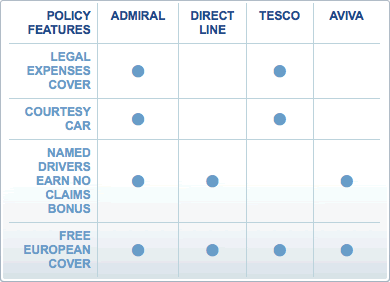 POLICY FEATURES ADMIRAL DIRECT LINE TESCO AVIVA
LEGAL
EXPENSES
COVER
COURTESY
CAR
NAMED
DRIVERS
EARN NO
CLAIMS
BONUS
FREE
EUROPEAN
COVER